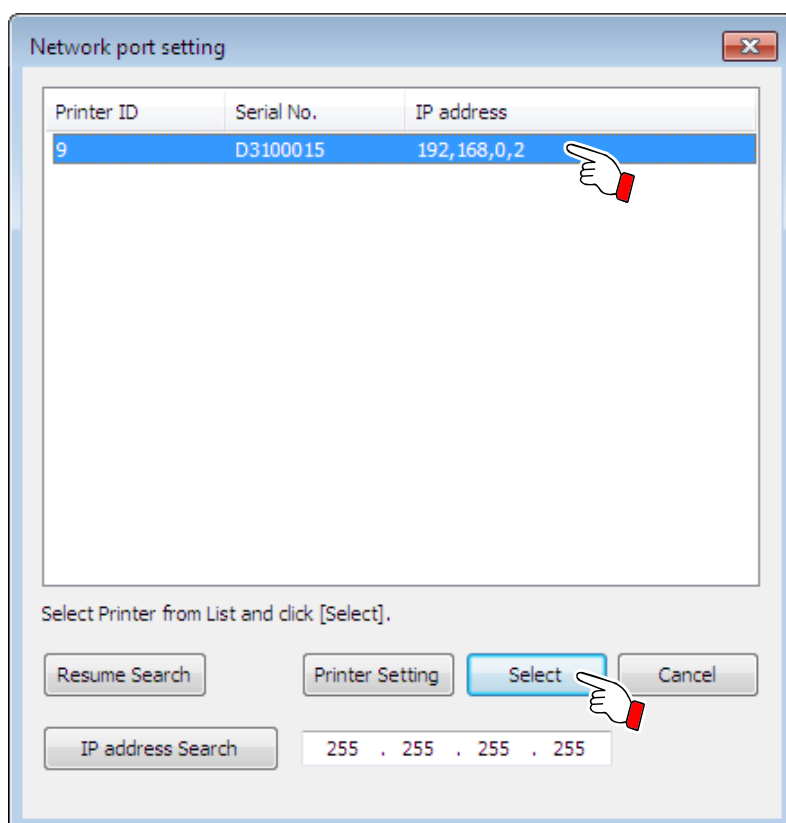 Network port setting
Printer ID Serial No. IP address
9 D3100015 192,168,0,2
Select Printer from List and click [Select].
Resume Search Printer Setting Select Cancel
IP address Search 255 . 255 . 255 . 255